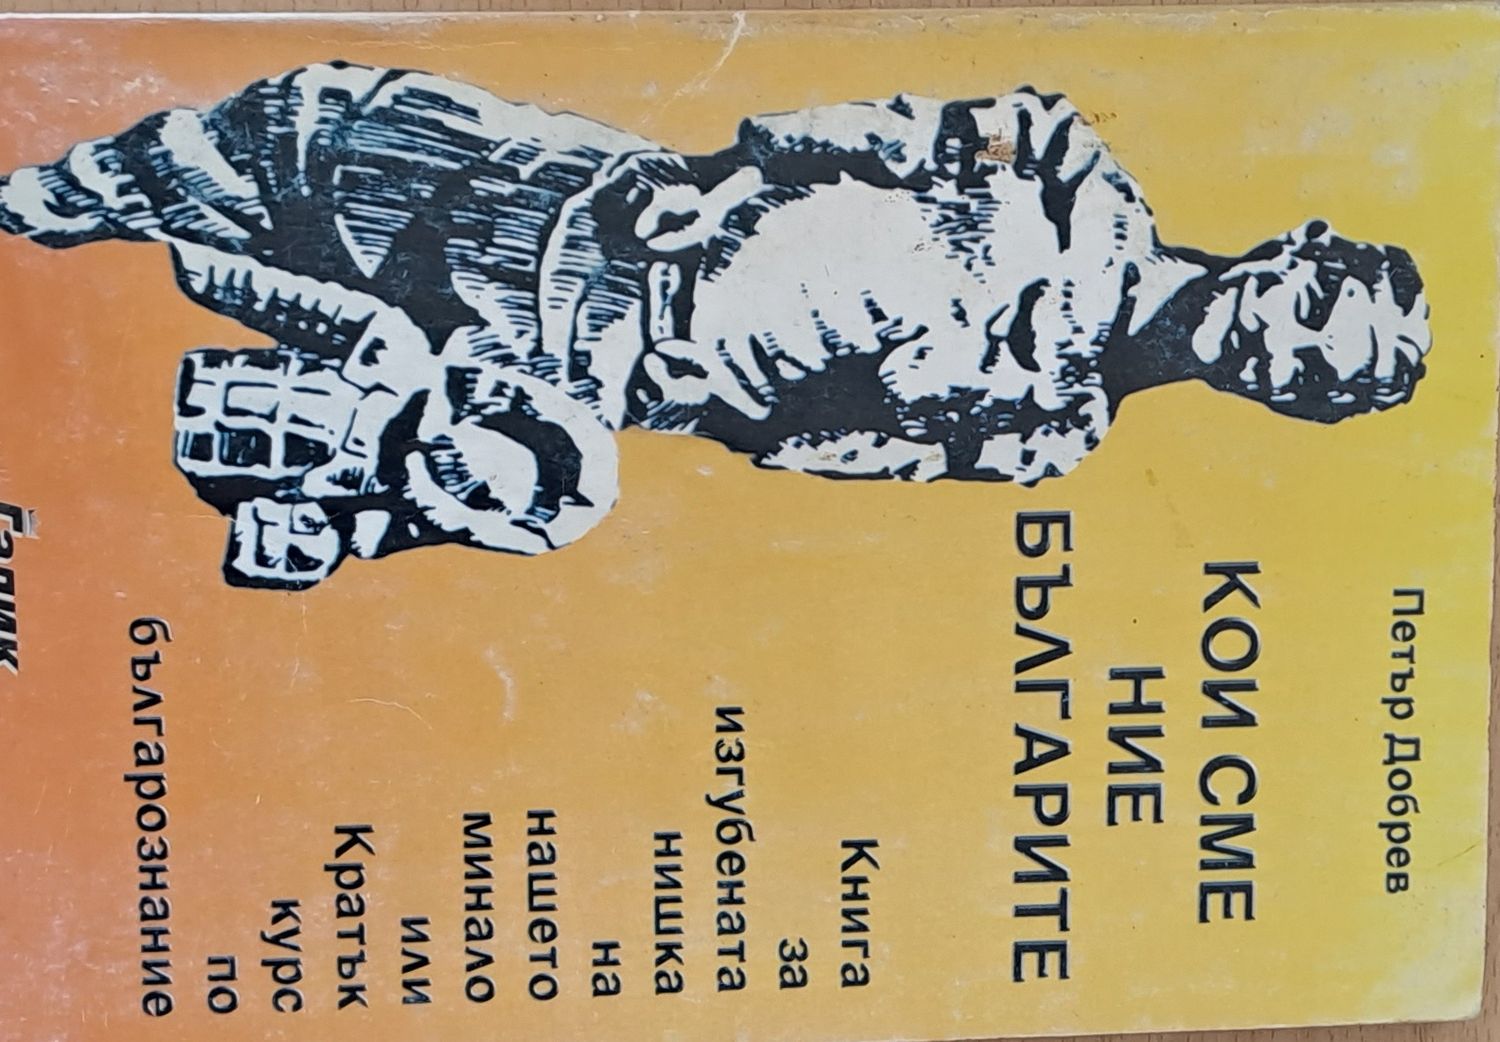 Петър Добрев
КОИ СМЕ
НИЕ
БЪЛГАРИТЕ
Книга
за
изгубената
нишка
на
нашето
минало
или
Кратък
курс
по
българознание